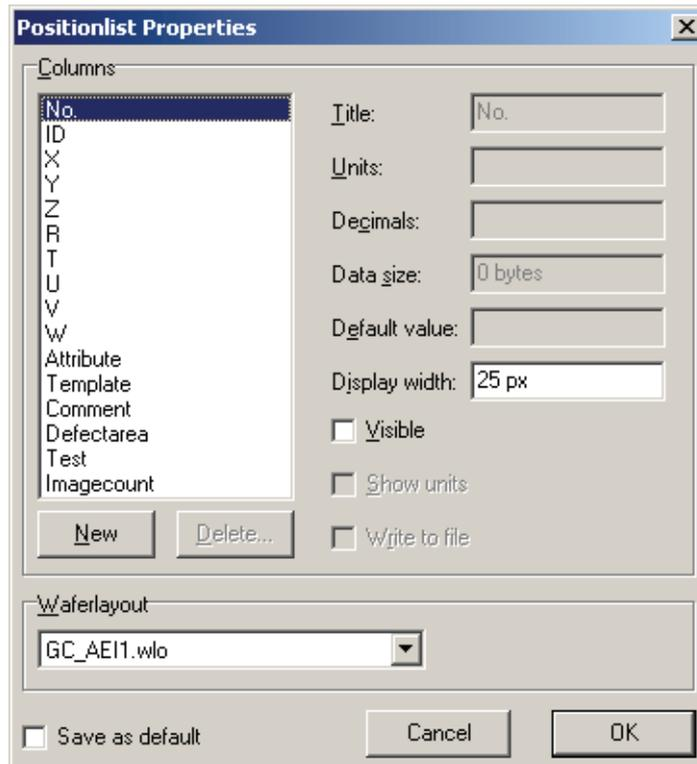 Positionlist Properties
Columns
No.
ID
X
Y
Z
R
T
U
V
W
Attribute
Template
Comment
Defectarea
Test
Imagecount
New
Delete...
Title: No.
Units:
Decimals:
Data size: 0 bytes
Default value:
Display width: 25 px
Visible
Show units
Write to file
Waferlayout
GC_AEI1.wlo
Save as default
Cancel
OK